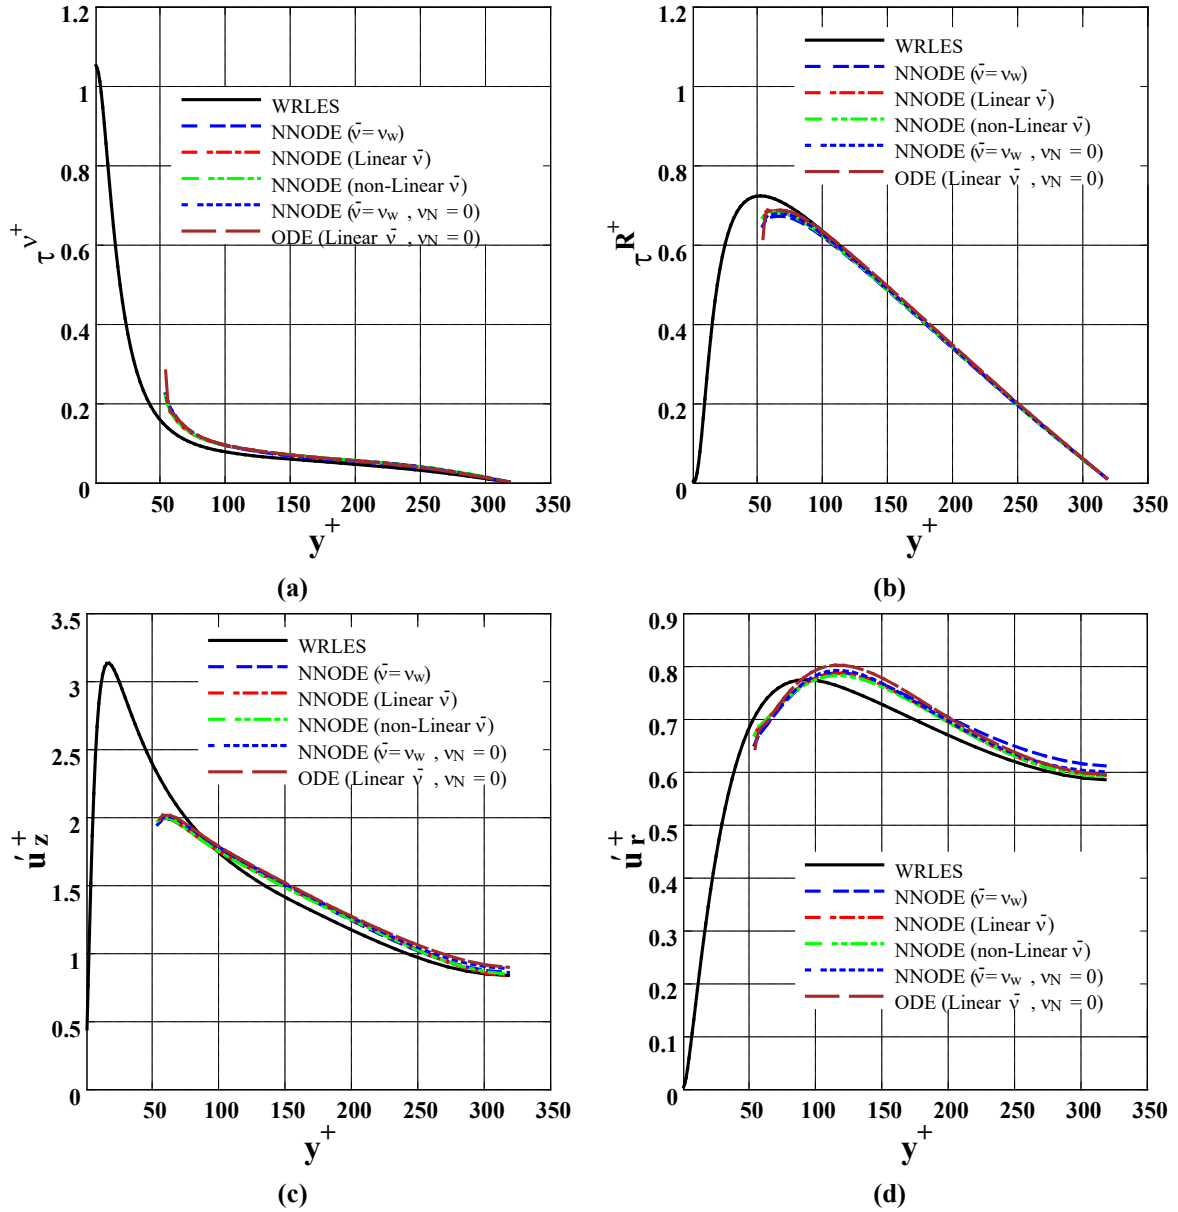 1.2
1
0.8
0.6
0.4
0.2
0
τ ν+
WRLES
NNODE (ν̄ = νw)
NNODE (Linear ν̄)
NNODE (non-Linear ν̄)
NNODE (ν̄ = νw , νN = 0)
ODE (Linear ν̄ , νN = 0)
50 100 150 200 250 300 350
y+
(a)
1.2
1
0.8
0.6
0.4
0.2
0
τ R+
WRLES
NNODE (ν̄ = νw)
NNODE (Linear ν̄)
NNODE (non-Linear ν̄)
NNODE (ν̄ = νw , νN = 0)
ODE (Linear ν̄ , νN = 0)
50 100 150 200 250 300 350
y+
(b)
3.5
3
2.5
2
1.5
1
0.5
0
u′z+
WRLES
NNODE (ν̄ = νw)
NNODE (Linear ν̄)
NNODE (non-Linear ν̄)
NNODE (ν̄ = νw , νN = 0)
ODE (Linear ν̄ , νN = 0)
50 100 150 200 250 300 350
y+
(c)
0.9
0.8
0.7
0.6
0.5
0.4
0.3
0.2
0.1
0
u′r+
WRLES
NNODE (ν̄ = νw)
NNODE (Linear ν̄)
NNODE (non-Linear ν̄)
NNODE (ν̄ = νw , νN = 0)
ODE (Linear ν̄ , νN = 0)
50 100 150 200 250 300 350
y+
(d)